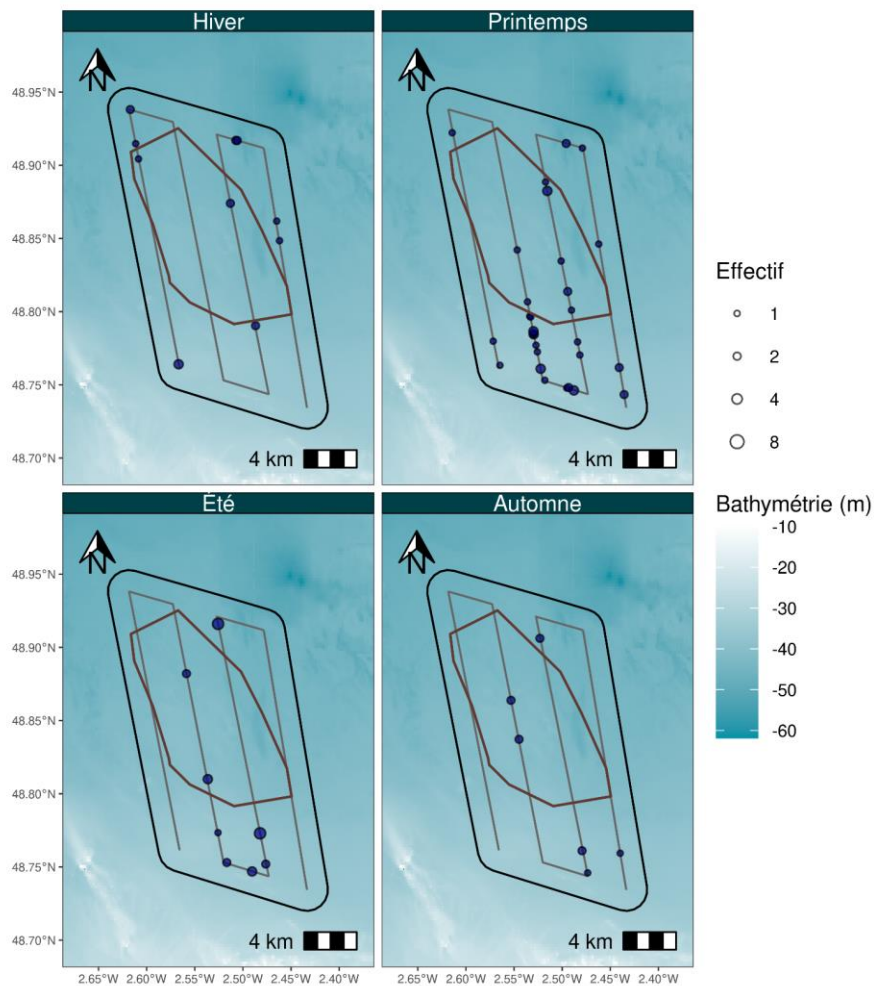 Hiver
Printemps
N
N
48.95°N
48.90°N
48.85°N
48.80°N
48.75°N
48.70°N
4 km
4 km
Effectif
1
2
4
8
Été
Automne
Bathymétrie (m)
-10
-20
-30
-40
-50
-60
N
N
48.95°N
48.90°N
48.85°N
48.80°N
48.75°N
48.70°N
4 km
4 km
2.65°W 2.60°W 2.55°W 2.50°W 2.45°W 2.40°W
2.65°W 2.60°W 2.55°W 2.50°W 2.45°W 2.40°W